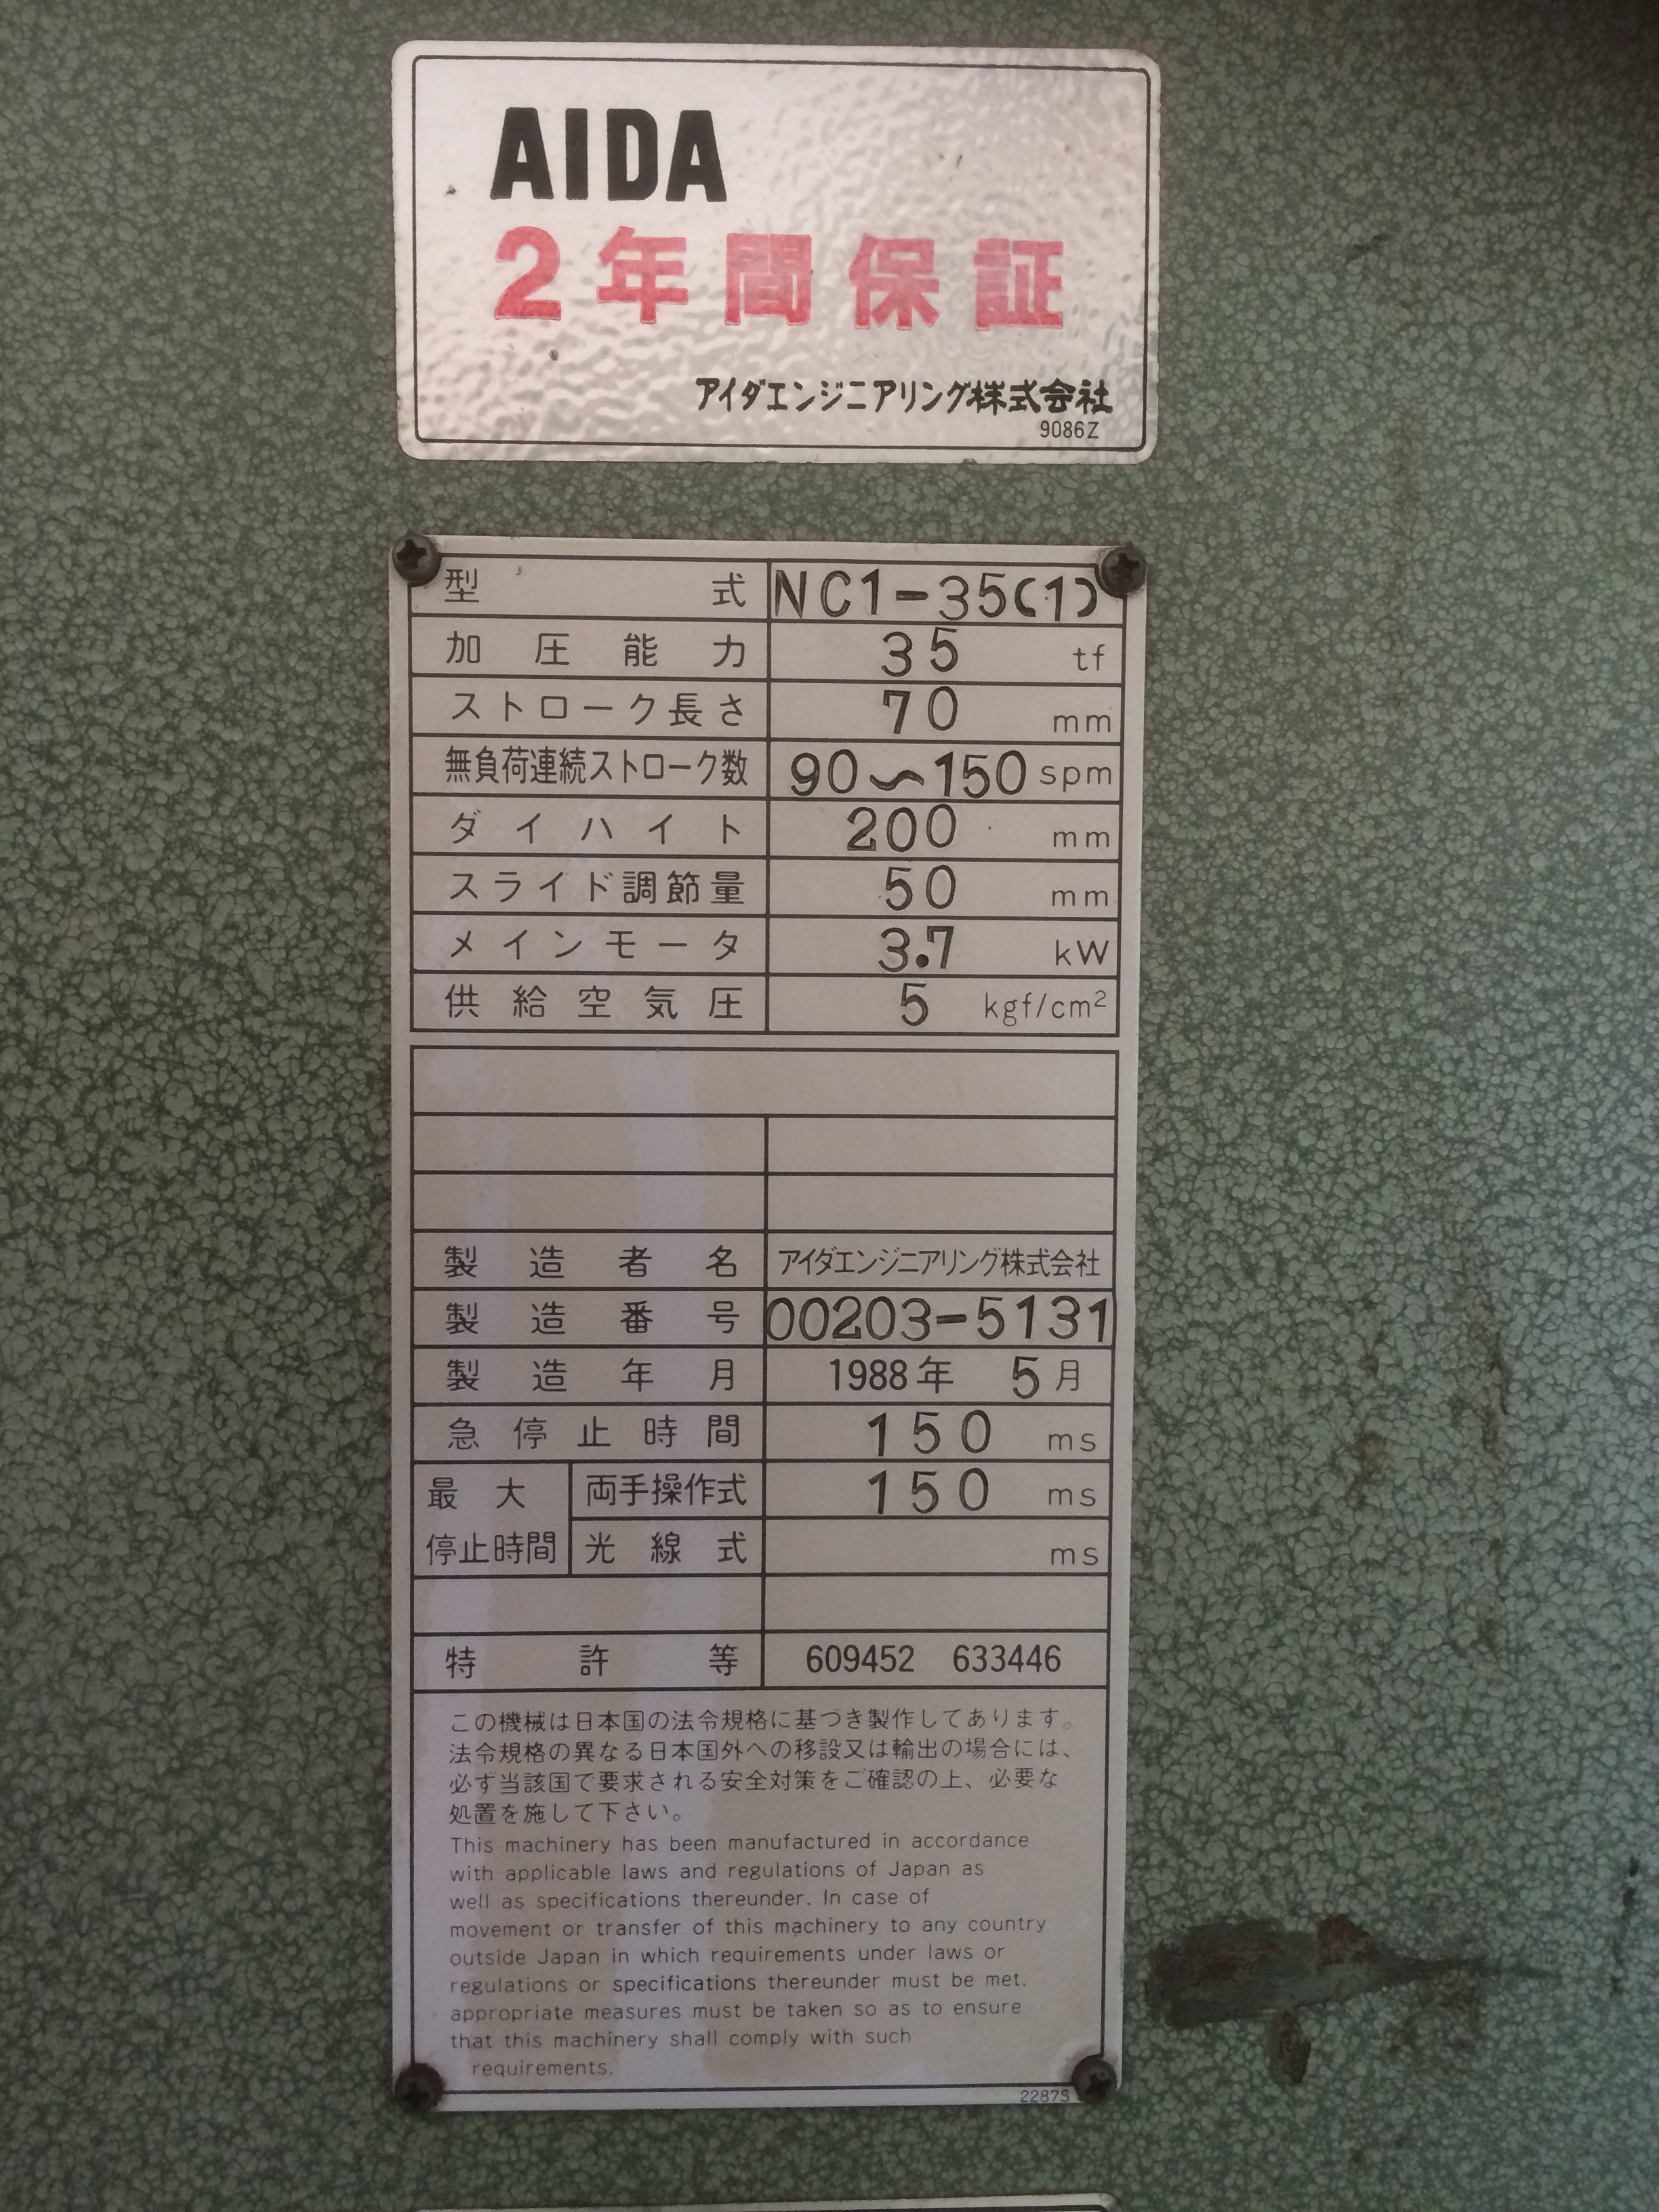 AIDA
2年間保証
アイダエンジニアリング株式会社
9086Z
型式 NC1-35(1)
加圧能力 35 tf
ストローク長さ 70 mm
無負荷連続ストローク数 90〜150 spm
ダイハイト 200 mm
スライド調節量 50 mm
メインモータ 3.7 kW
供給空気圧 5 kgf/cm²
製造者名 アイダエンジニアリング株式会社
製造番号 00203-5131
製造年月 1988年 5月
急停止時間 150 ms
最大停止時間 両手操作式 150 ms
光線式 ms
特許等 609452 633446
この機械は日本国の法令規格に基づき製作してあります。
法令規格の異なる日本国外への移設又は輸出の場合には、
必ず当該国で要求される安全対策をご確認の上、必要な
処置を施して下さい。
This machinery has been manufactured in accordance
with applicable laws and regulations of Japan as
well as specifications thereunder. In case of
movement or transfer of this machinery to any country
outside Japan in which requirements under laws or
regulations or specifications thereunder must be met.
appropriate measures must be taken so as to ensure
that this machinery shall comply with such
requirements.
2287S